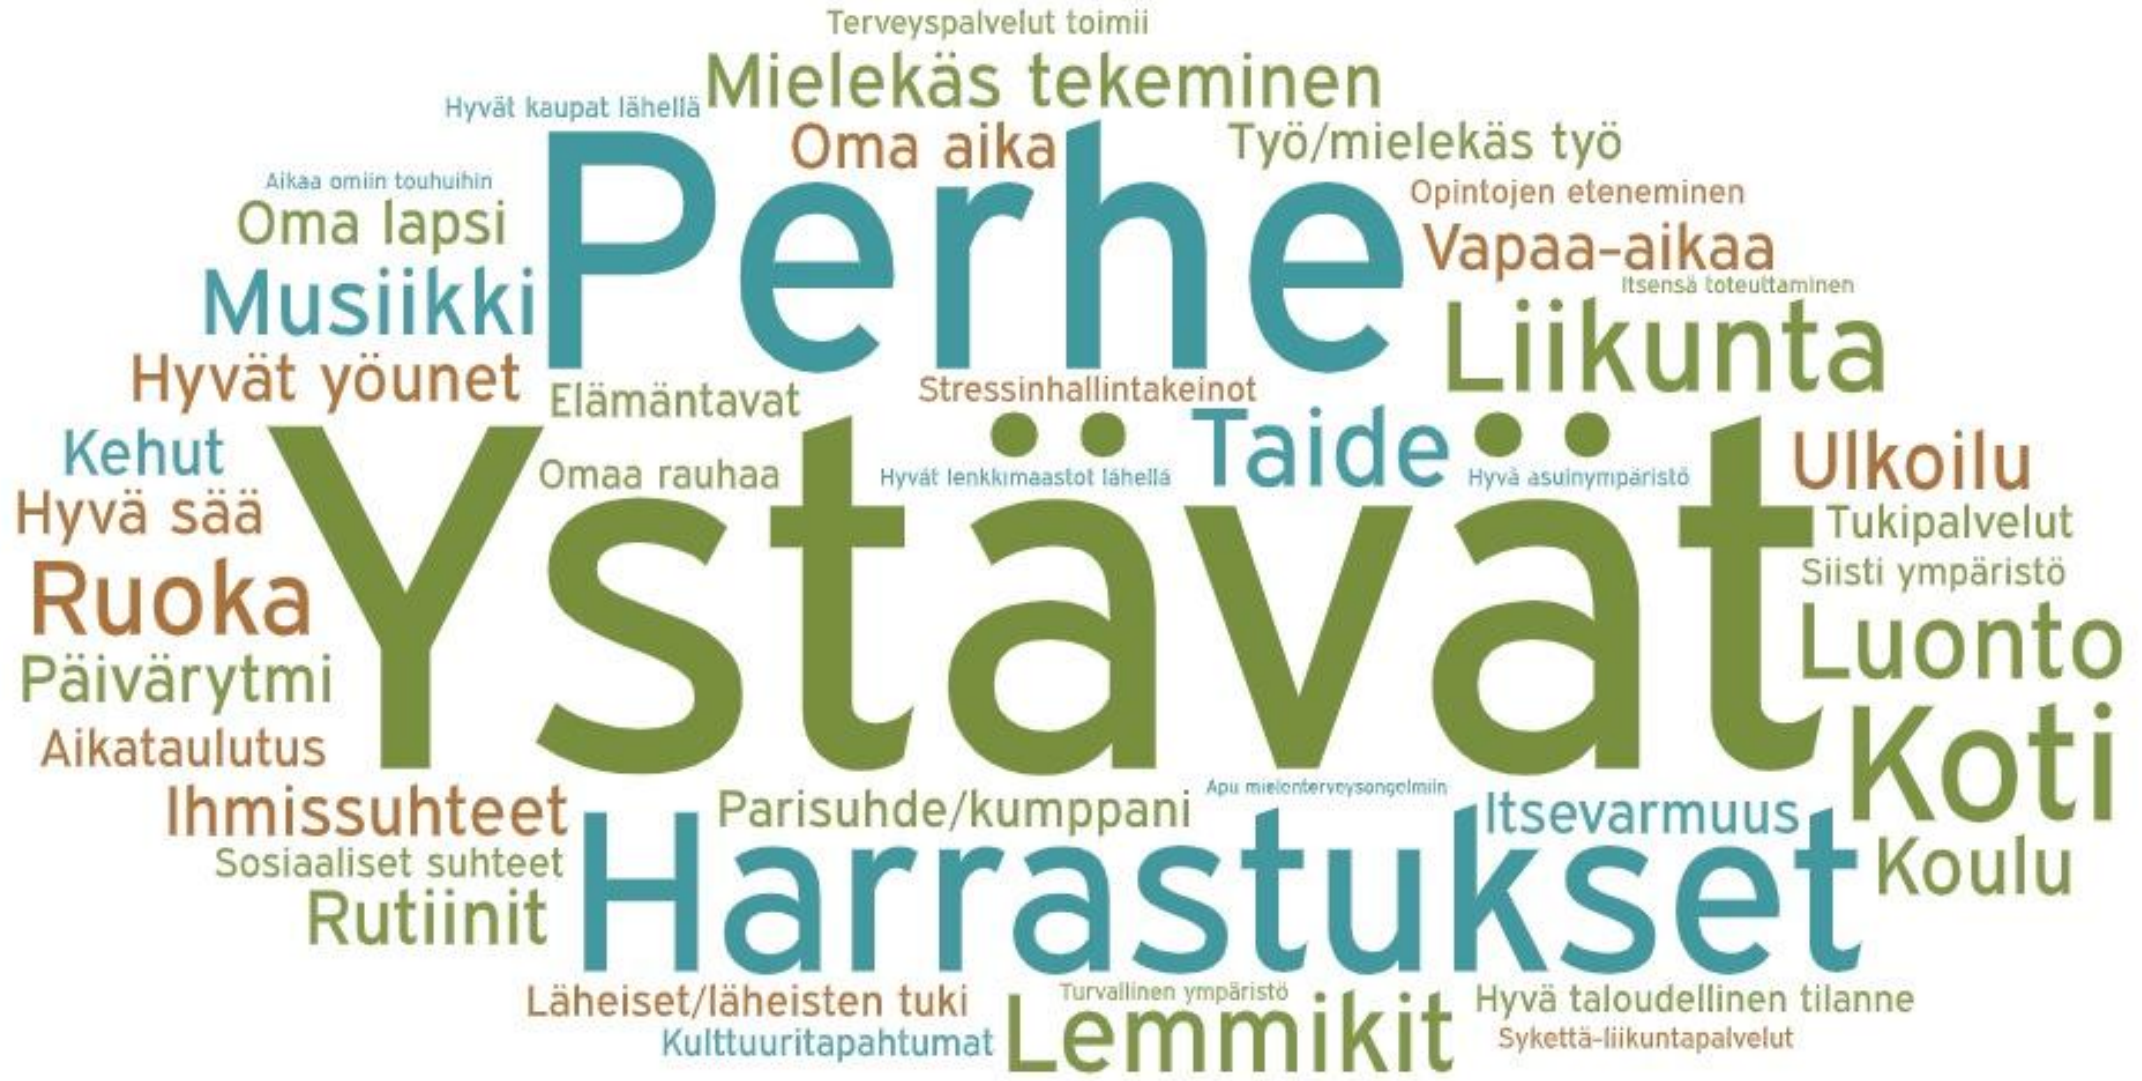 Terveyspalvelut toimii
Mielekäs tekeminen
Hyvät kaupat lähellä
Oma aika
Työ/mielekäs työ
Perhe
Aikaa omiin touhuihin
Opintojen eteneminen
Oma lapsi
Vapaa-aikaa
Itsensä toteuttaminen
Musiikki
Liikunta
Hyvät yöunet
Elämäntavat
Stressinhallintakeinot
Taide
Kehut
Ulkoilu
Omaa rauhaa
Hyvät lenkkimaastot lähellä
Hyvä asuinympäristö
Hyvä sää
Ystävät
Tukipalvelut
Siisti ympäristö
Ruoka
Luonto
Päivärytmi
Aikataulutus
Koti
Ihmissuhteet
Parisuhde/kumppani
Apu mielenterveysongelmiin
Itsevarmuus
Sosiaaliset suhteet
Harrastukset
Koulu
Rutiinit
Läheiset/läheisten tuki
Turvallinen ympäristö
Hyvä taloudellinen tilanne
Kulttuuritapahtumat
Lemmikit
Sykettä-liikuntapalvelut